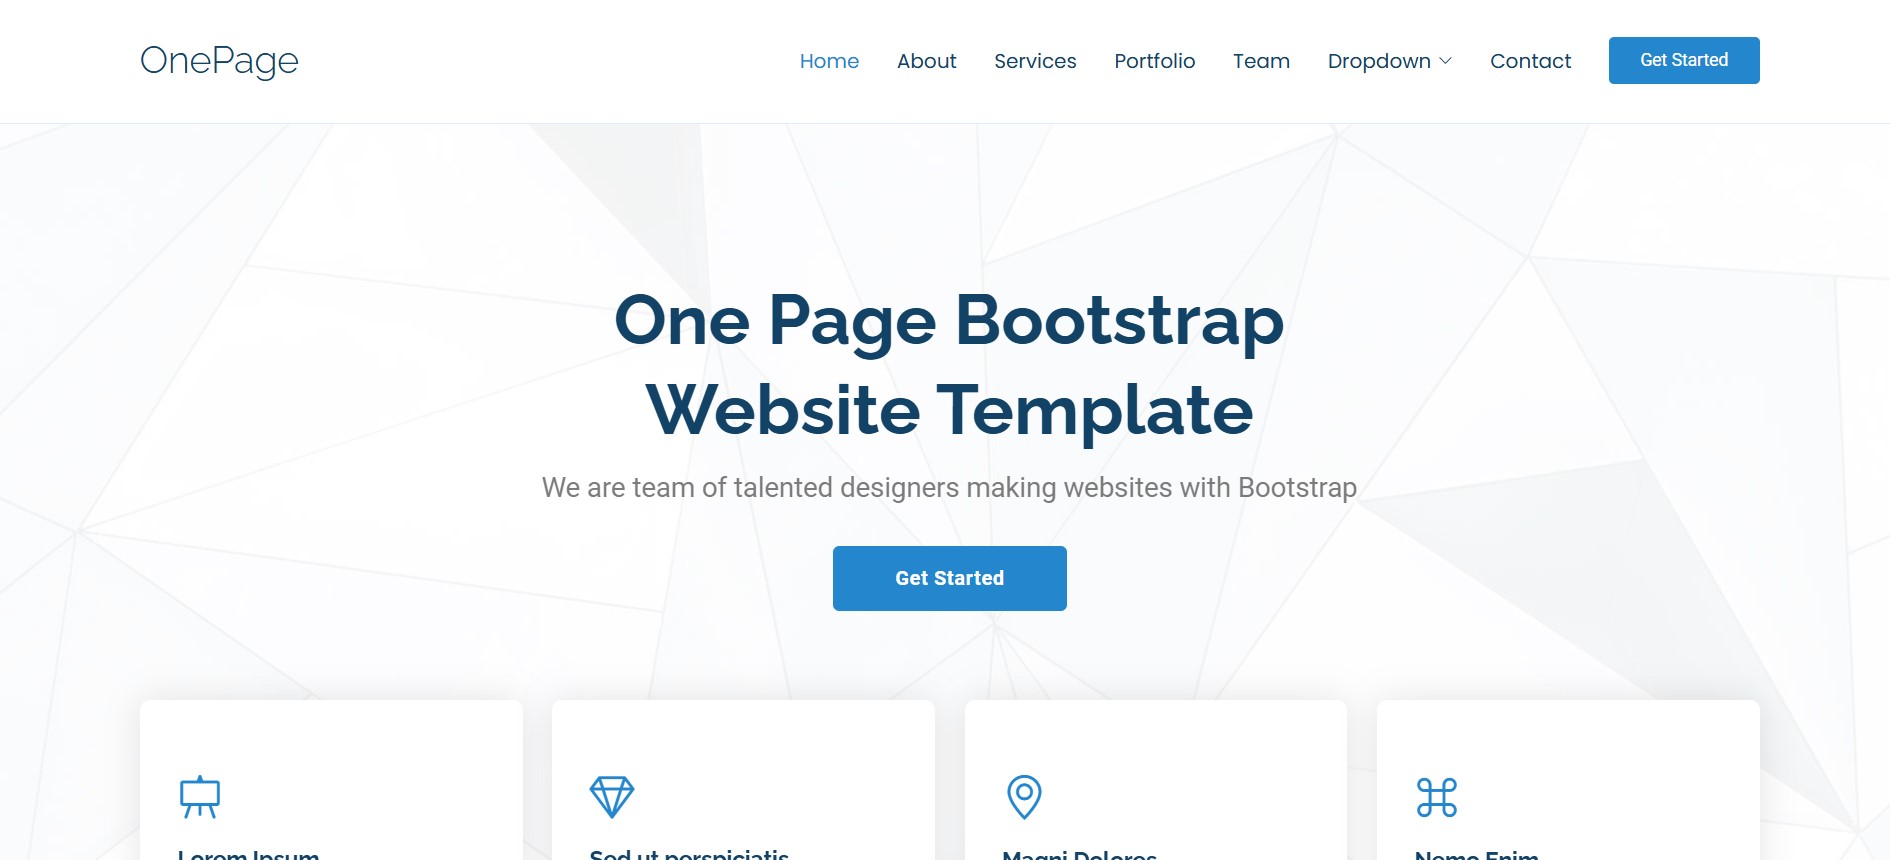 OnePage
Home About Services Portfolio Team Dropdown Contact Get Started
One Page Bootstrap
Website Template
We are team of talented designers making websites with Bootstrap
Get Started
Lorem Ipsum Sed ut perspiciatis Magni Dolores Nemo Enim